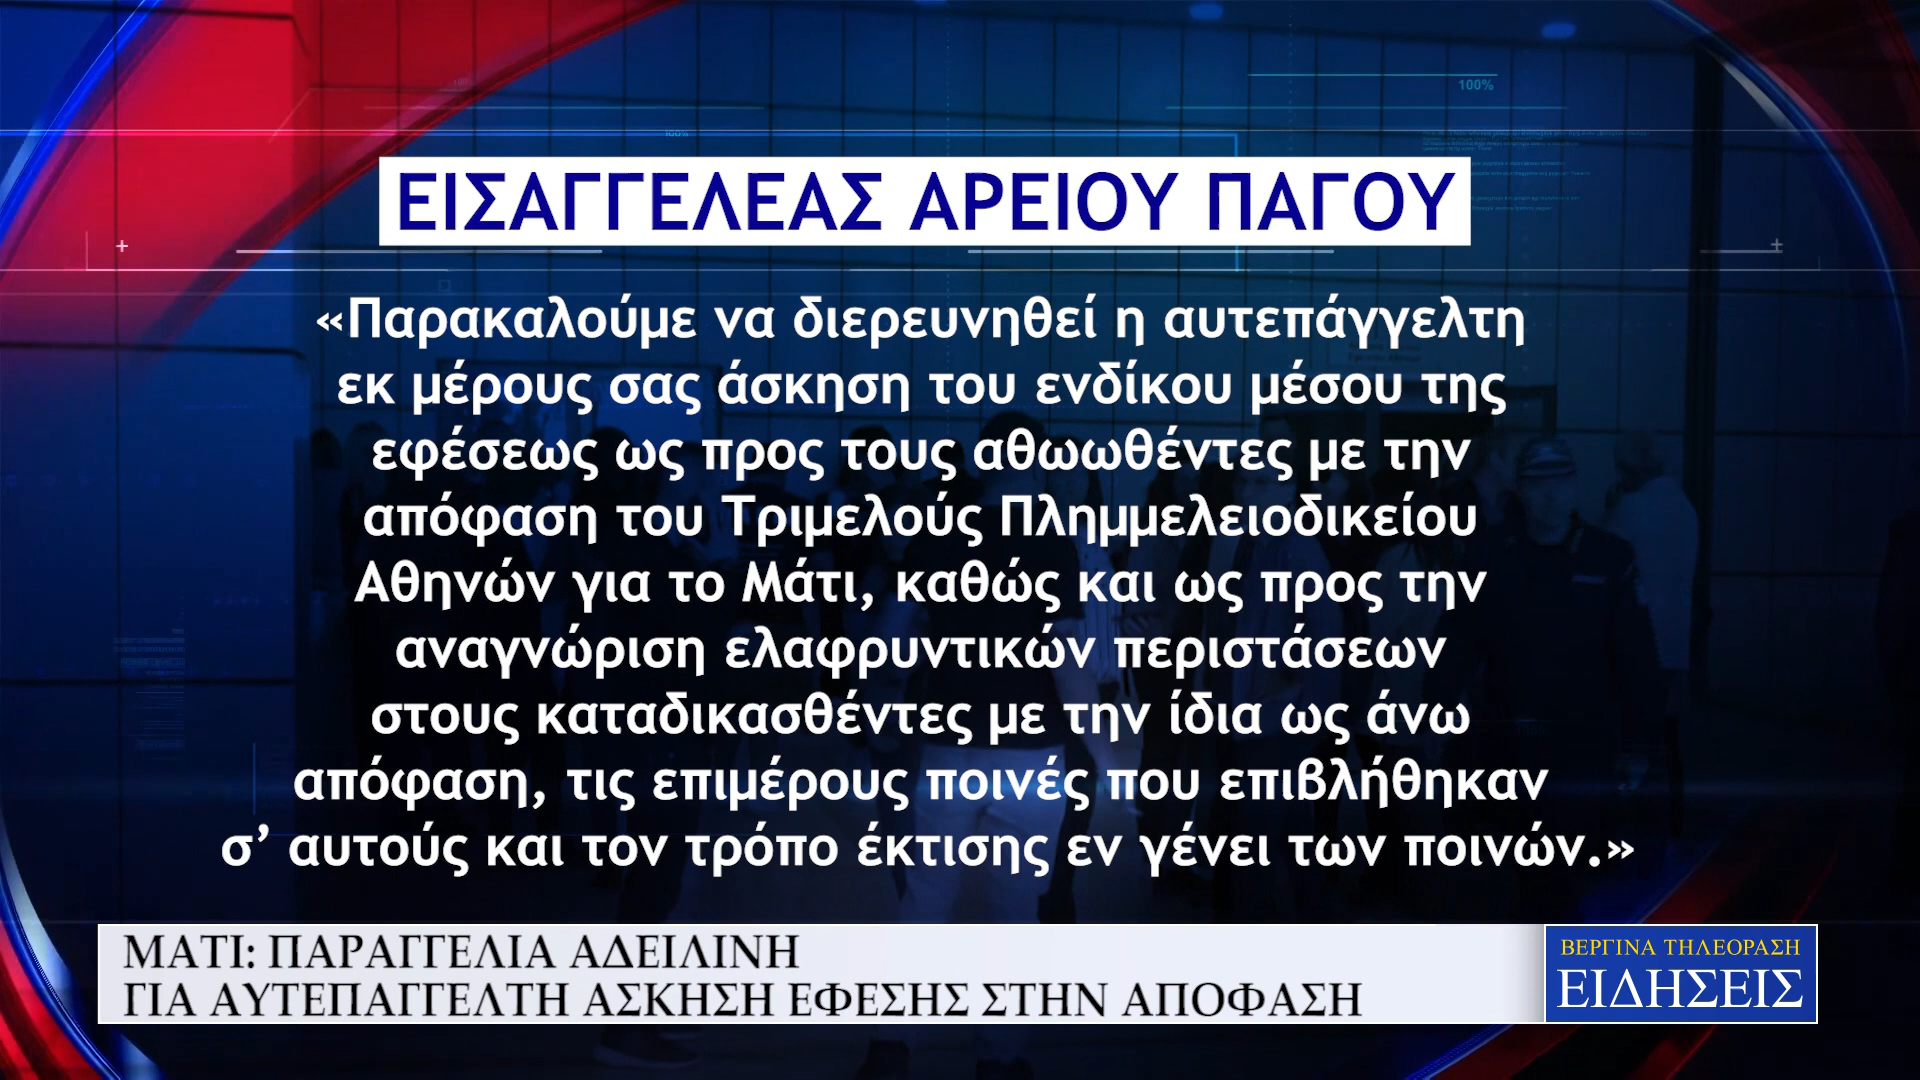 100%
100%
ΕΙΣΑΓΓΕΛΕΑΣ ΑΡΕΙΟΥ ΠΑΓΟΥ
«Παρακαλούμε να διερευνηθεί η αυτεπάγγελτη
εκ μέρους σας άσκηση του ενδίκου μέσου της
εφέσεως ως προς τους αθωωθέντες με την
απόφαση του Τριμελούς Πλημμελειοδικείου
Αθηνών για το Μάτι, καθώς και ως προς την
αναγνώριση ελαφρυντικών περιστάσεων
στους καταδικασθέντες με την ίδια ως άνω
απόφαση, τις επιμέρους ποινές που επιβλήθηκαν
σ’ αυτούς και τον τρόπο έκτισης εν γένει των ποινών.»
ΜΑΤΙ: ΠΑΡΑΓΓΕΛΙΑ ΑΔΕΙΛΙΝΗ
ΓΙΑ ΑΥΤΕΠΑΓΓΕΛΤΗ ΑΣΚΗΣΗ ΕΦΕΣΗΣ ΣΤΗΝ ΑΠΟΦΑΣΗ
ΒΕΡΓΙΝΑ ΤΗΛΕΟΡΑΣΗ
ΕΙΔΗΣΕΙΣ